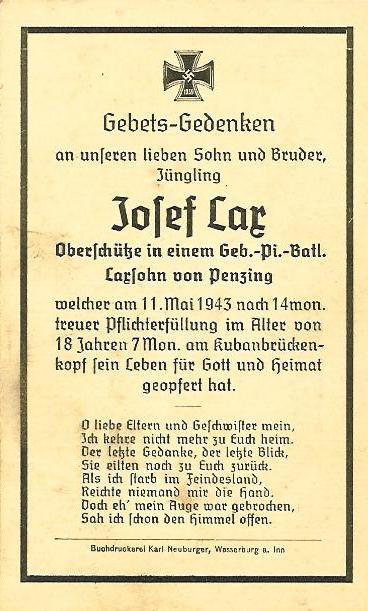 1939
Gebets-Gedenken
an unseren lieben Sohn und Bruder,
Jüngling
Josef Lax
Oberschütze in einem Geb.-Pi.-Batl.
Laxsohn von Penzing
welcher am 11. Mai 1943 nach 14mon.
treuer Pflichterfüllung im Alter von
18 Jahren 7 Mon. am Kubanbrücken-
kopf sein Leben für Gott und Heimat
geopfert hat.
O liebe Eltern und Geschwister mein,
Ich kehre nicht mehr zu Euch heim.
Der letzte Gedanke, der letzte Blick,
Sie eilten noch zu Euch zurück.
Als ich starb im Feindesland,
Reichte niemand mir die Hand.
Doch eh' mein Auge war gebrochen,
Sah ich schon den Himmel offen.
Buchdruckerei Karl Neuburger, Wasserburg a. Inn